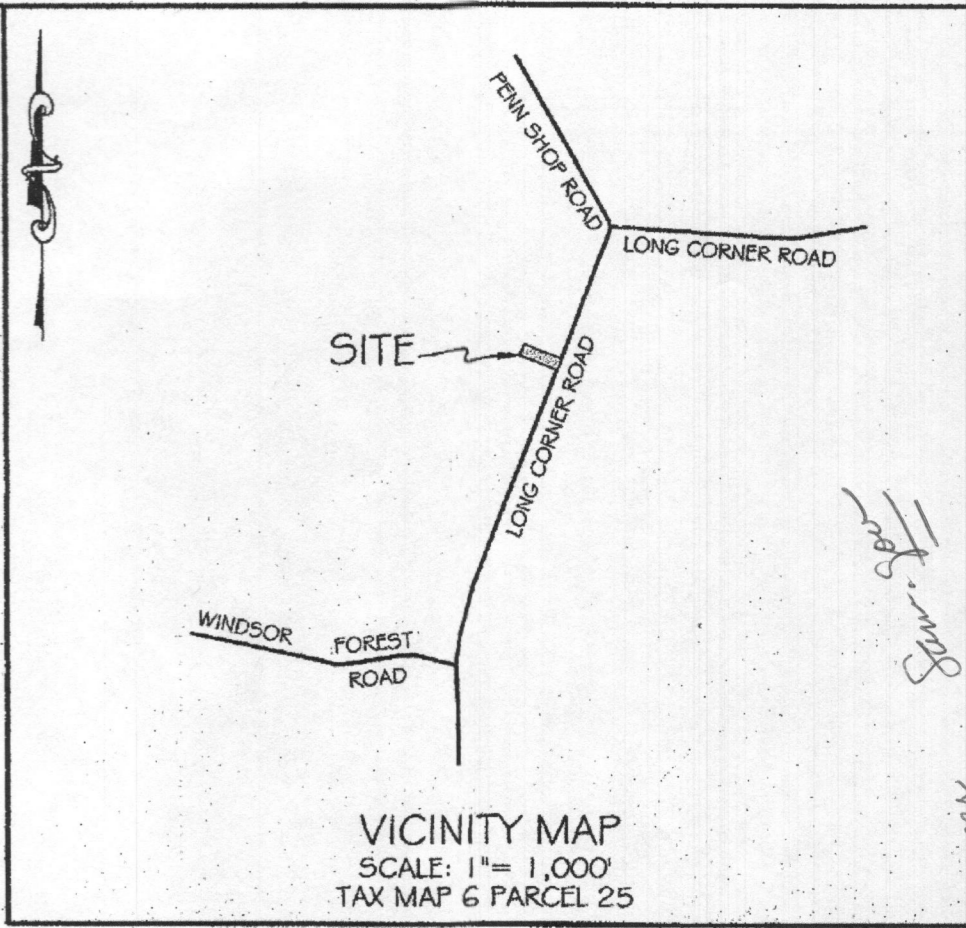 PENN SHOP ROAD
LONG CORNER ROAD
SITE
LONG CORNER ROAD
WINDSOR FOREST ROAD
VICINITY MAP
SCALE: 1"= 1,000'
TAX MAP 6 PARCEL 25